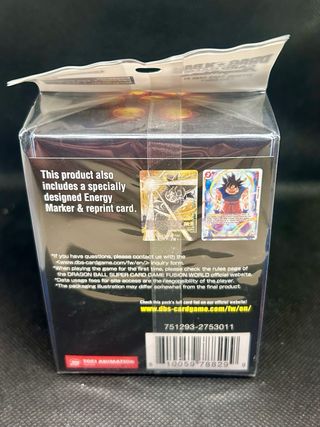 This product also
includes a specially
designed Energy
Marker & reprint card.
*If you have questions, please contact us with the
<www.dbs-cardgame.com/fw/en/> inquiry form.
*When playing the game for the first time, please check the rules page of
the DRAGON BALL SUPER CARD GAME FUSION WORLD official website.
*Data usage fees for site access are the responsibility of the player.
*The packaging illustration may differ somewhat from the final product.
Check this pack's full card list on our official website!
www.dbs-cardgame.com/fw/en/
751293-2753011
TOEI ANIMATION